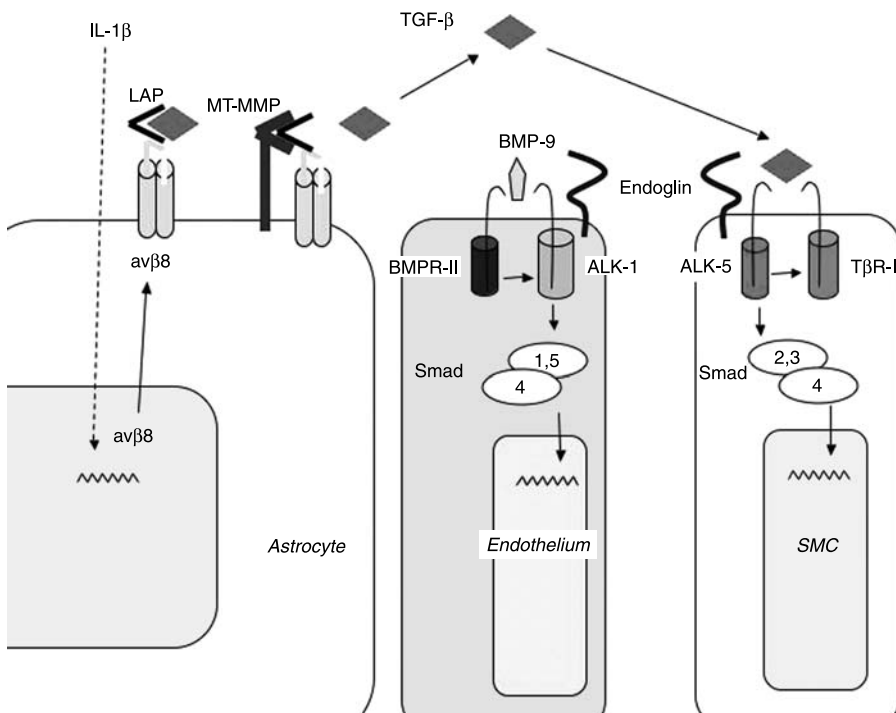 TGF-β
IL-1β
LAP
MT-MMP
BMP-9
Endoglin
avβ8
BMPR-II
ALK-1
ALK-5
TβR-I
Smad
1,5
4
Smad
2,3
4
avβ8
Astrocyte
Endothelium
SMC